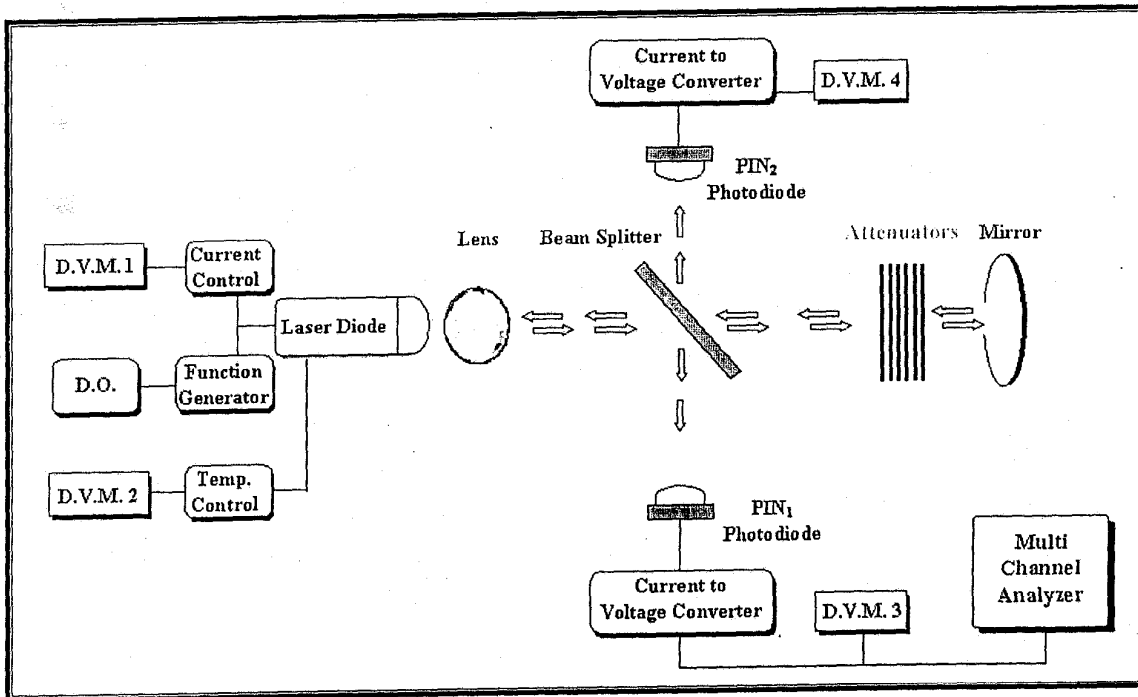 Current to
Voltage Converter
D.V.M. 4
PIN2
Photodiode
Lens
Beam Splitter
Attenuators
Mirror
D.V.M. 1
Current
Control
Laser Diode
D.O.
Function
Generator
D.V.M. 2
Temp.
Control
PIN1
Photodiode
Multi
Channel
Analyzer
Current to
Voltage Converter
D.V.M. 3